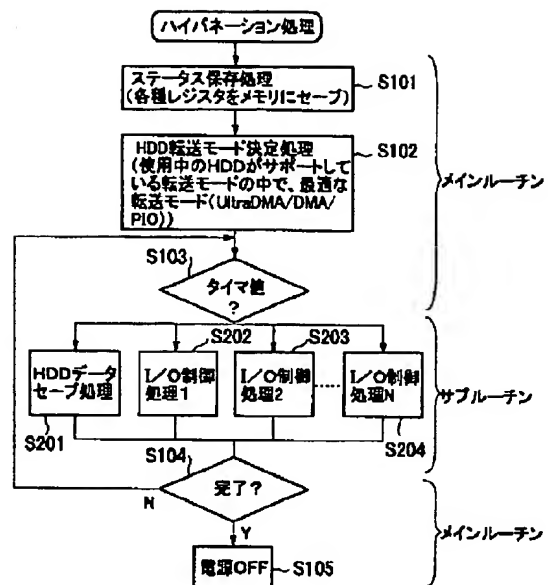 ハイバネーション処理
ステータス保存処理
(各種レジスタをメモリにセーブ)
S101
HDD転送モード決定処理
(使用中のHDDがサポートして
いる転送モードの中で、最適な
転送モード(UltraDMA/DMA/
PIO))
S102
メインルーチン
S103
タイマ値
?
S202
S203
HDDデータ
セーブ処理
I/O制御
処理1
I/O制御
処理2
I/O制御
処理N
サブルーチン
S201
S204
S104
完了?
N
Y
メインルーチン
電源OFF
S105